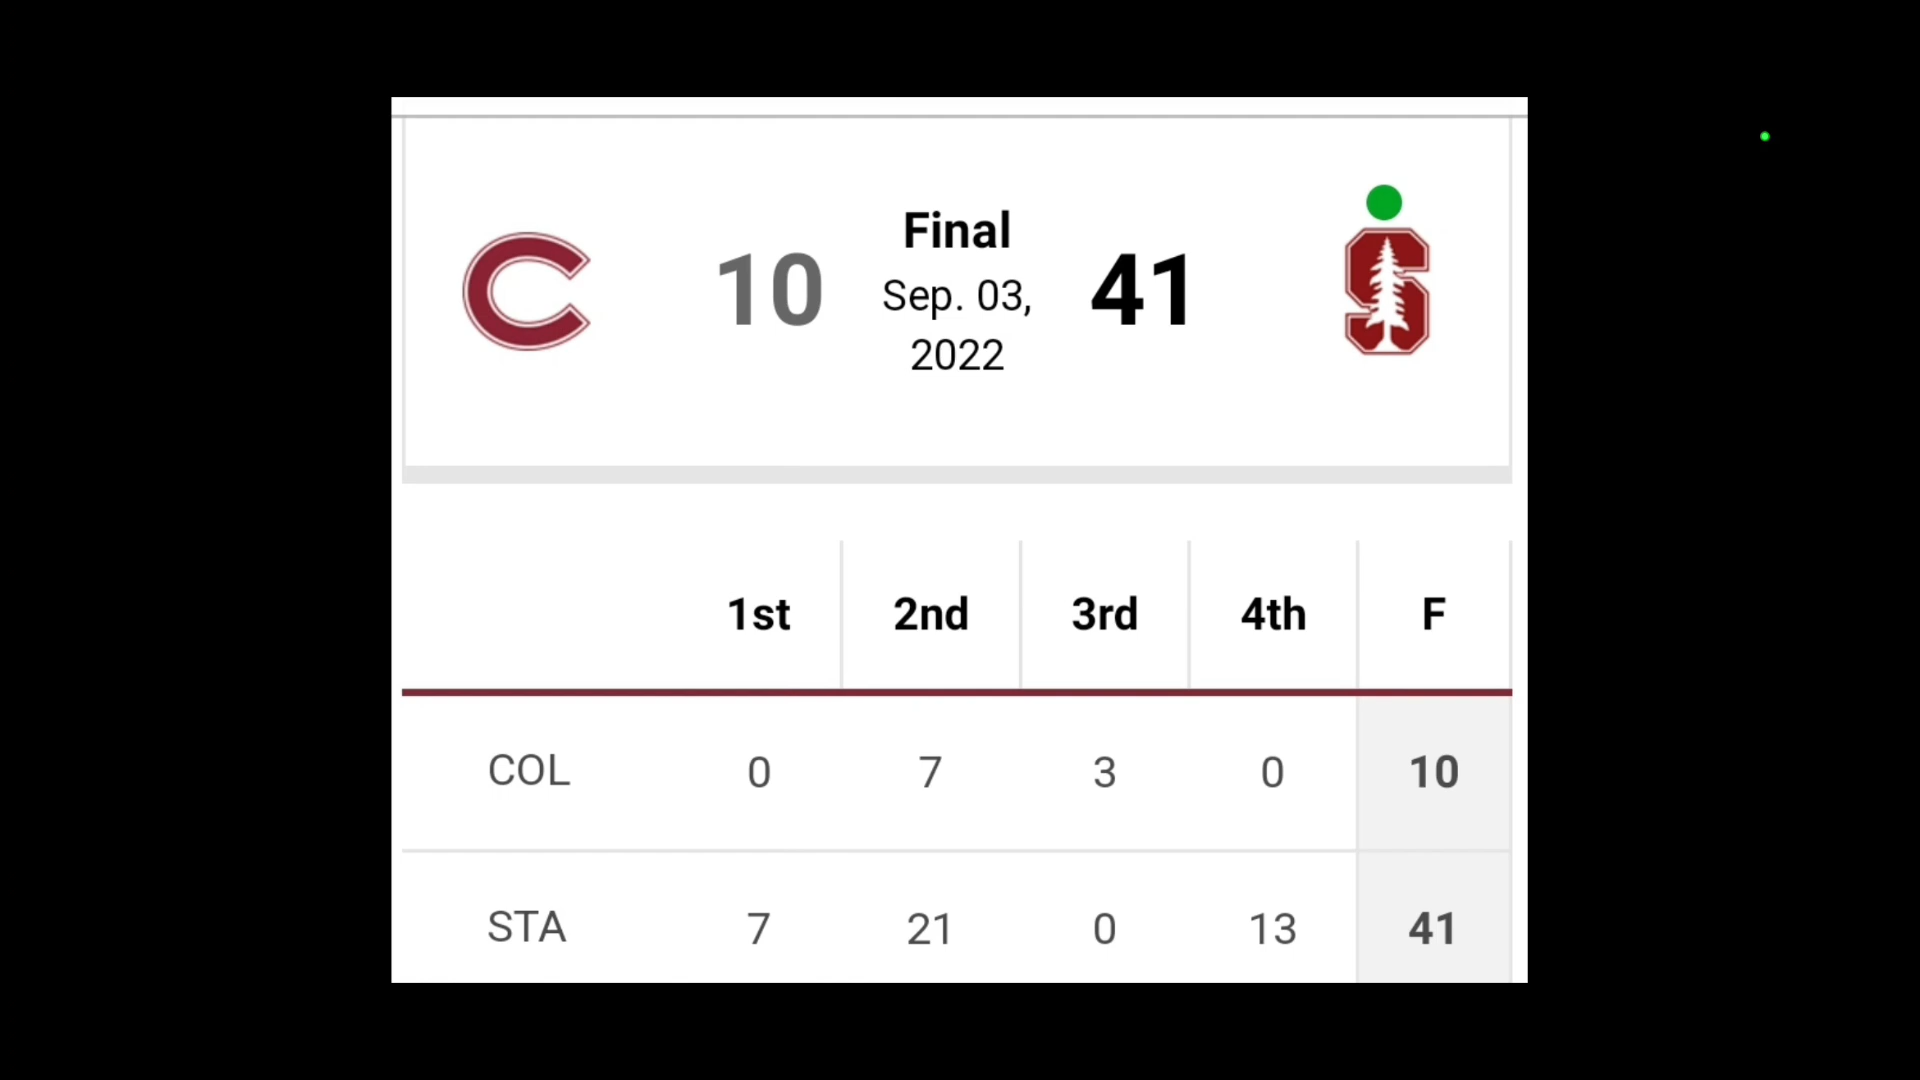 C 10 Final 41 S
Sep. 03,
2022
1st 2nd 3rd 4th F
COL 0 7 3 0 10
STA 7 21 0 13 41